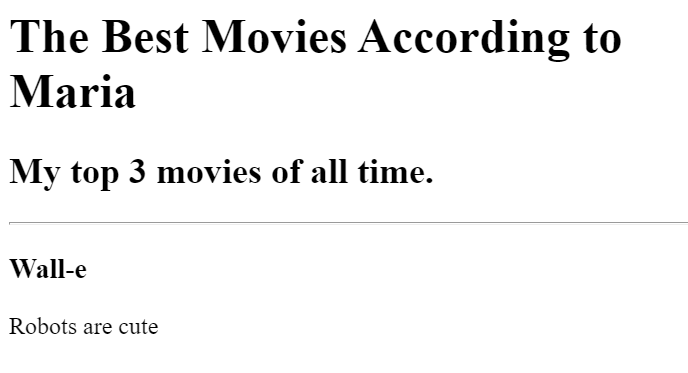 The Best Movies According to
Maria
My top 3 movies of all time.
Wall-e
Robots are cute